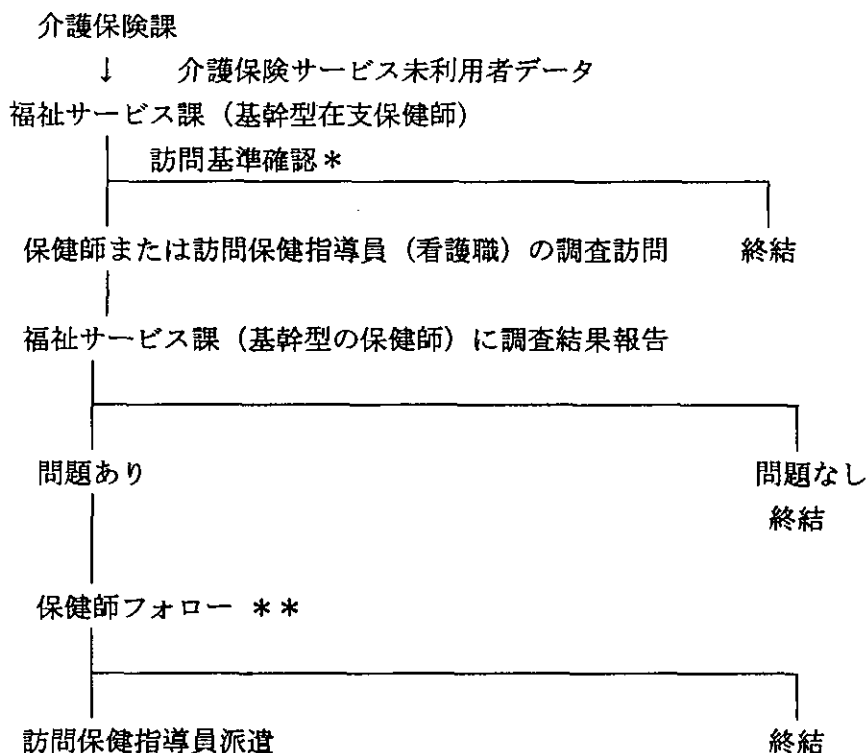 介護保険課
↓ 介護保険サービス未利用者データ
福祉サービス課（基幹型在支保健師）
訪問基準確認＊
保健師または訪問保健指導員（看護職）の調査訪問 終結
福祉サービス課（基幹型の保健師）に調査結果報告
問題あり 問題なし
終結
保健師フォロー ＊＊
訪問保健指導員派遣 終結